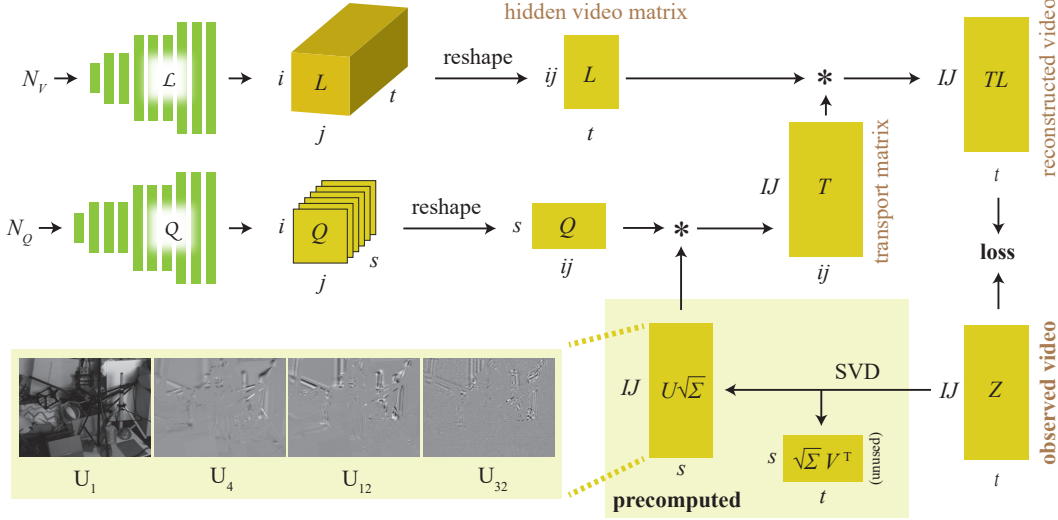 hidden video matrix
N_V
ℒ
i
L
t
j
reshape
ij
L
t
*
IJ
TL
t
reconstructed video
N_Q
𝒬
i
Q
s
j
reshape
s
Q
ij
*
IJ
T
ij
transport matrix
loss
U_1
U_4
U_12
U_32
IJ
U√Σ
s
precomputed
SVD
s
√Σ V^T
(unused)
t
IJ
Z
t
observed video